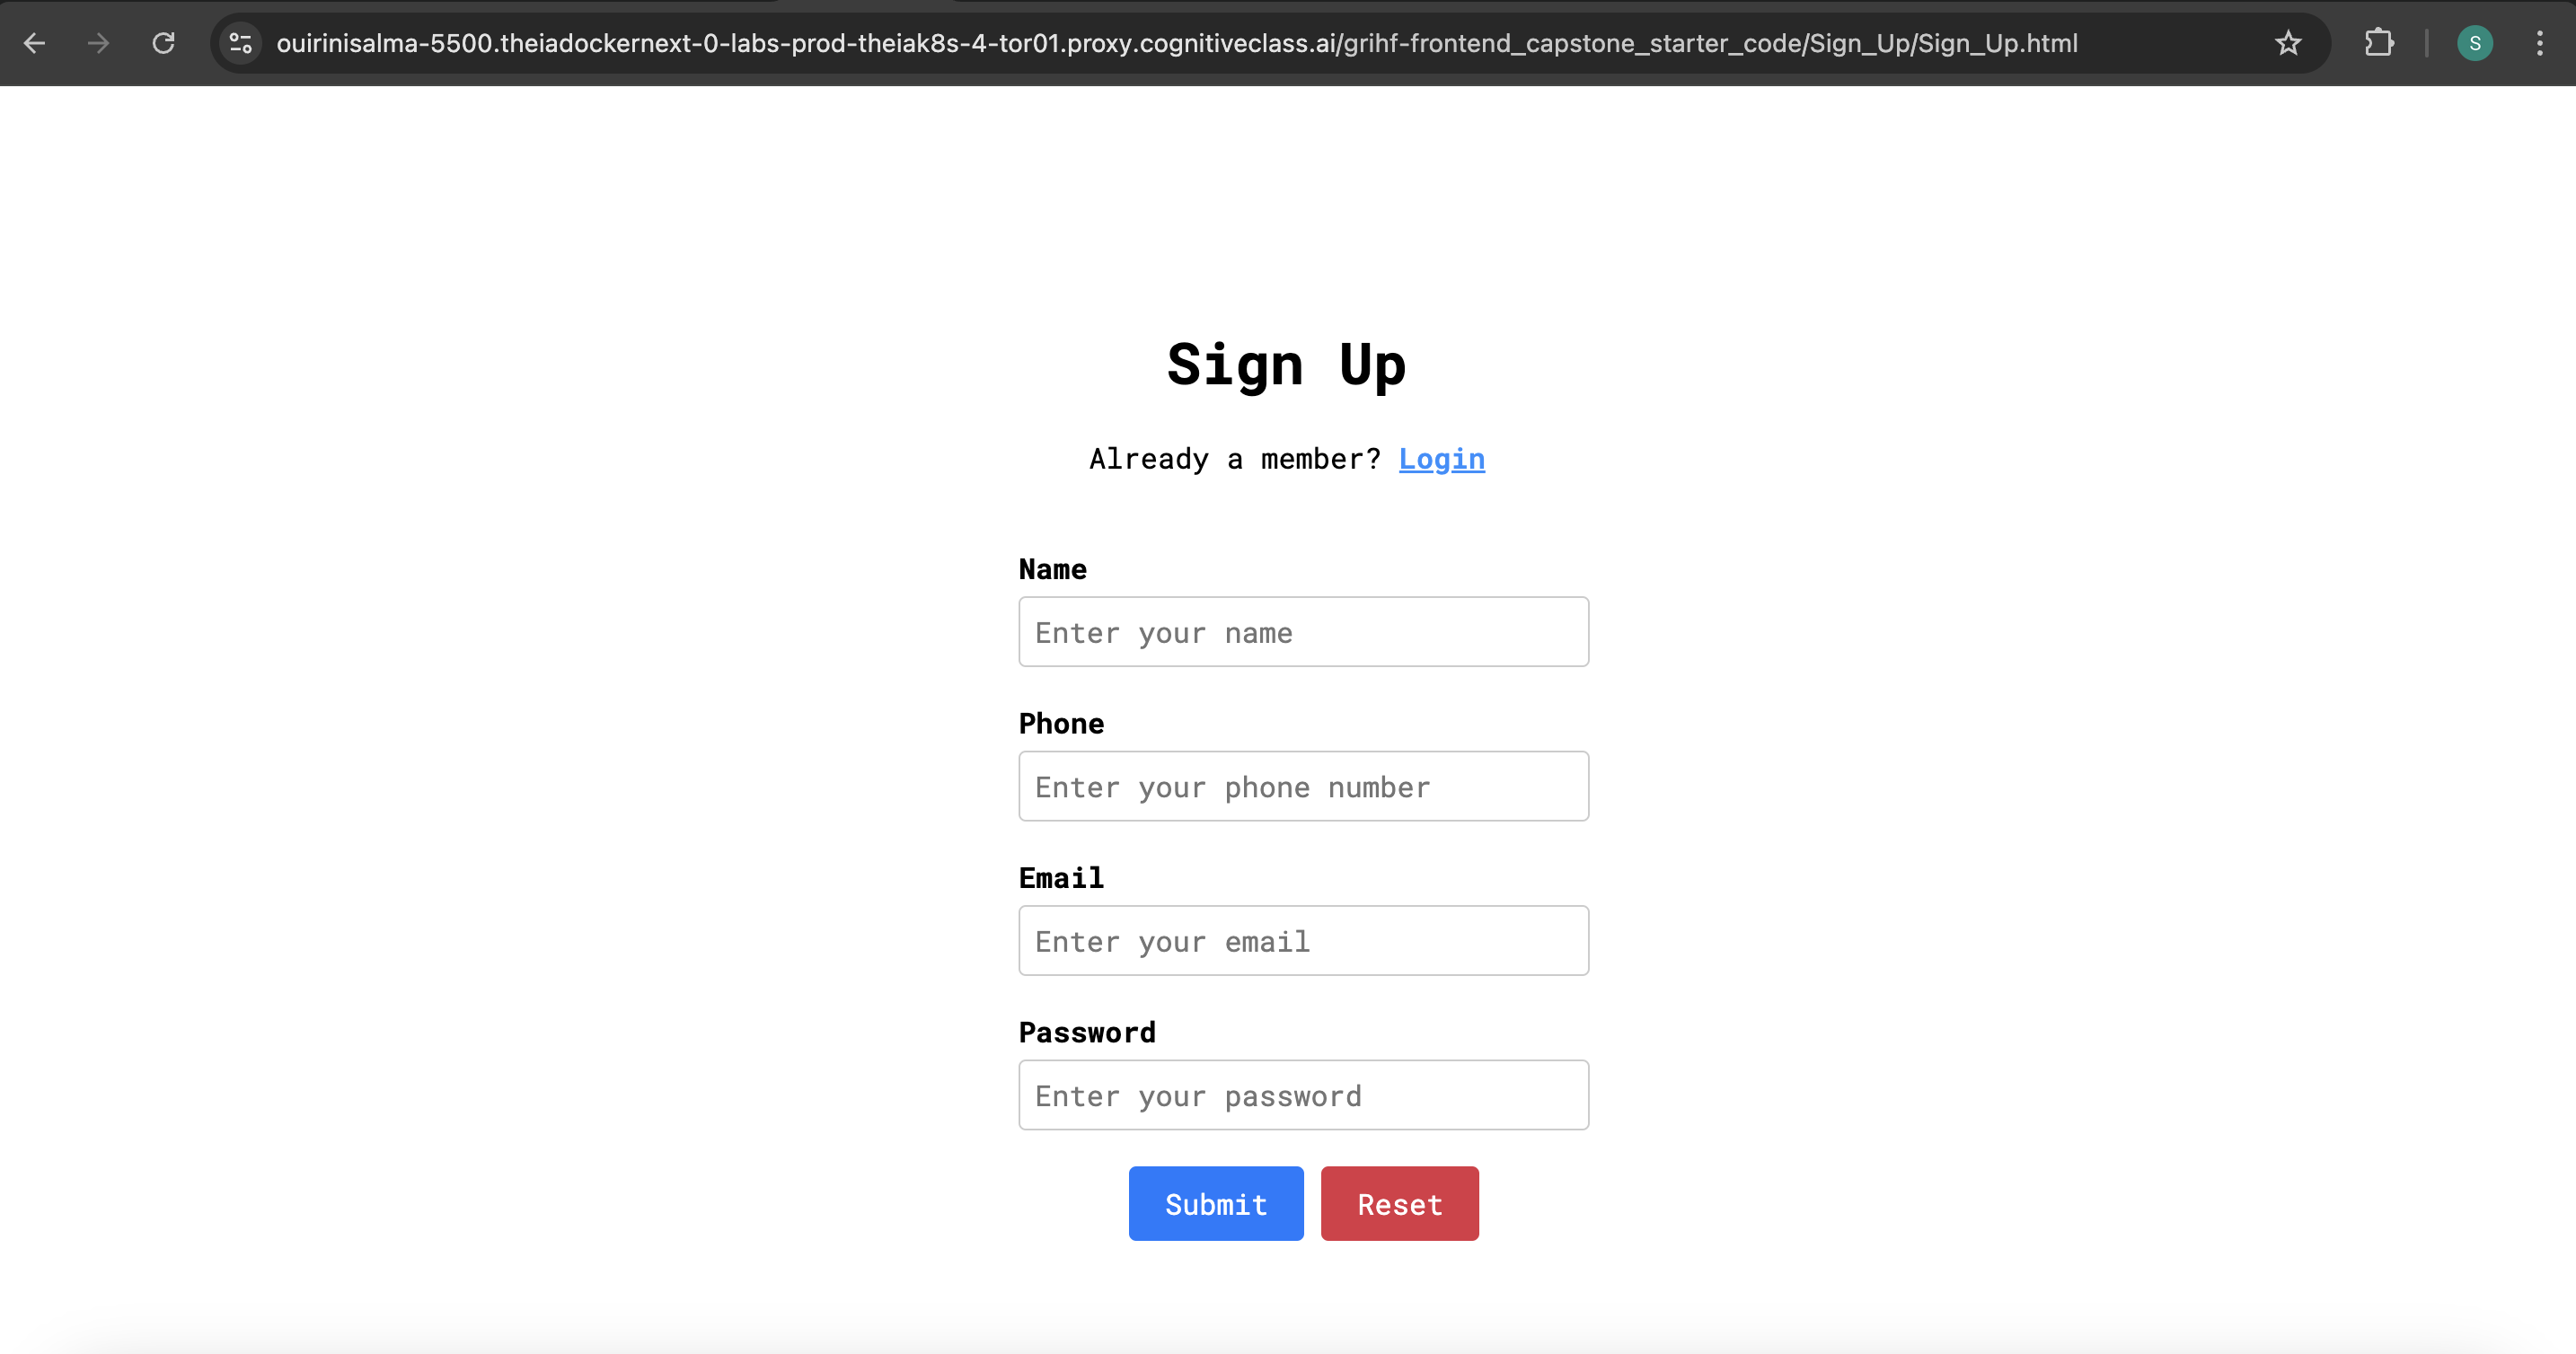 ouirinisalma-5500.theiadockernext-0-labs-prod-theiak8s-4-tor01.proxy.cognitiveclass.ai/grihf-frontend_capstone_starter_code/Sign_Up/Sign_Up.html
S
Sign Up
Already a member? Login
Name
Enter your name
Phone
Enter your phone number
Email
Enter your email
Password
Enter your password
Submit Reset